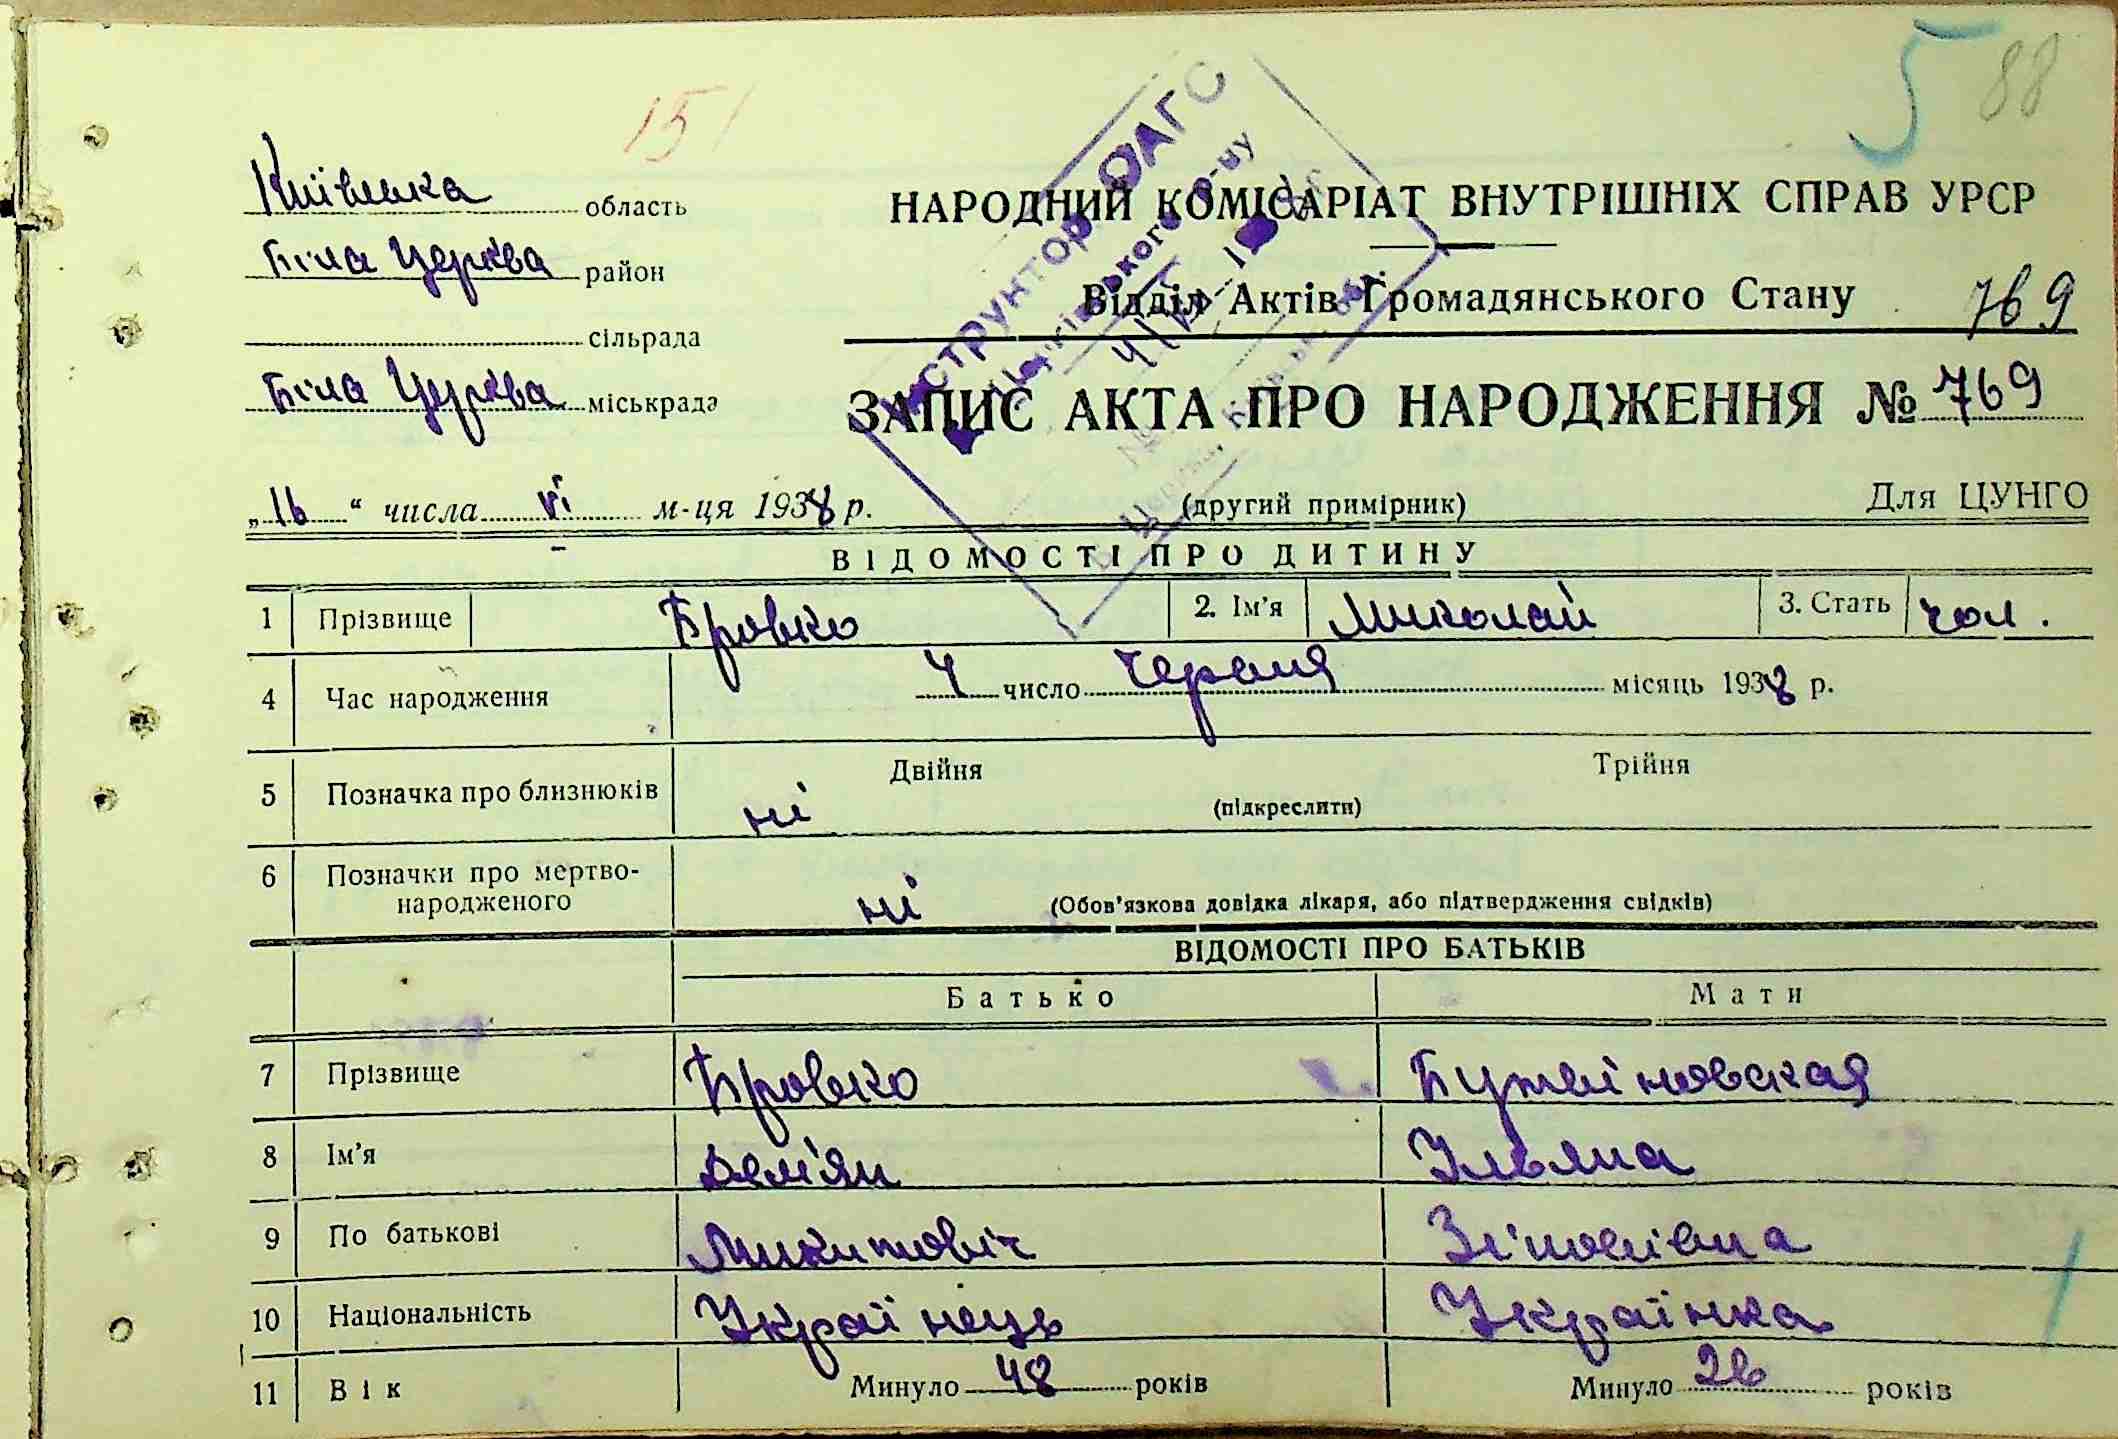 151
5 88
Київська область
Біла Церква район
сільрада
Біла Церква міськрада
НАРОДНИЙ КОМІСАРІАТ ВНУТРІШНІХ СПРАВ УРСР
Відділ Актів Громадянського Стану 769
ЗАПИС АКТА ПРО НАРОДЖЕННЯ № 769
„16“ числа VI м-ця 1938 р. (другий примірник) Для ЦУНГО
ВІДОМОСТІ ПРО ДИТИНУ
1 Прізвище Бровко 2. Ім'я Миколай 3. Стать чол.
4 Час народження 4 число Червня місяць 1938 р.
5 Позначка про близнюків ні Двійня (підкреслити) Трійня
6 Позначки про мертво-
народженого ні (Обов'язкова довідка лікаря, або підтвердження свідків)
ВІДОМОСТІ ПРО БАТЬКІВ
Батько Мати
7 Прізвище Бровко
8 Ім'я Дем'ян Ульяна
9 По батькові Микитовіч
10 Національність Українець Українка
11 Вік Минуло 48 років Минуло 26 років